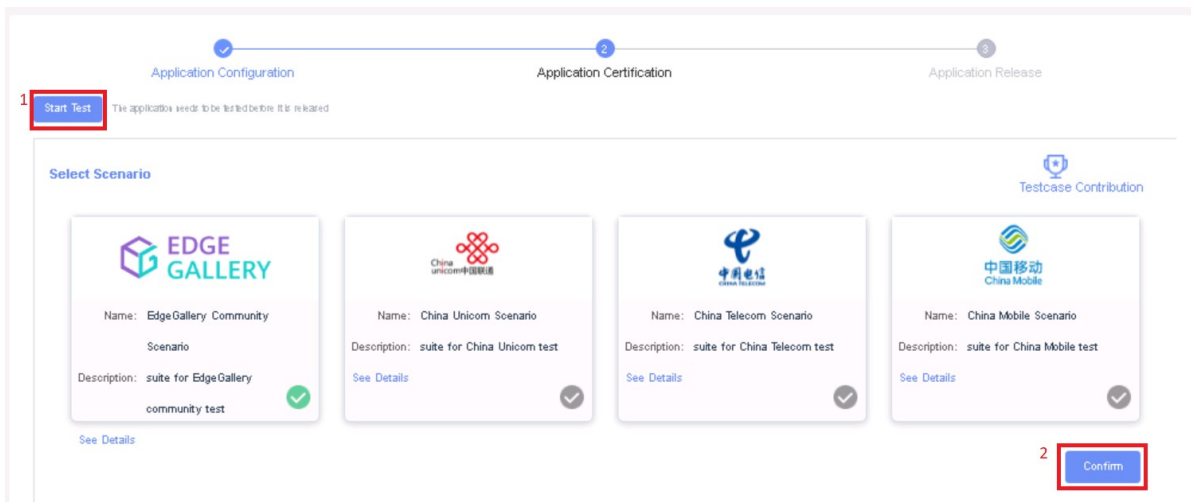 2
3
Application Configuration
Application Certification
Application Release
1
Start Test
The application needs to be tested before it is released
Select Scenario
Testcase Contribution
EDGE
GALLERY
China
unicom中国联通
中国电信
CHINA TELECOM
中国移动
China Mobile
Name: EdgeGallery Community
Scenario
Description: suite for EdgeGallery
community test
See Details
Name: China Unicom Scenario
Description: suite for China Unicom test
See Details
Name: China Telecom Scenario
Description: suite for China Telecom test
See Details
Name: China Mobile Scenario
Description: suite for China Mobile test
See Details
2
Confirm